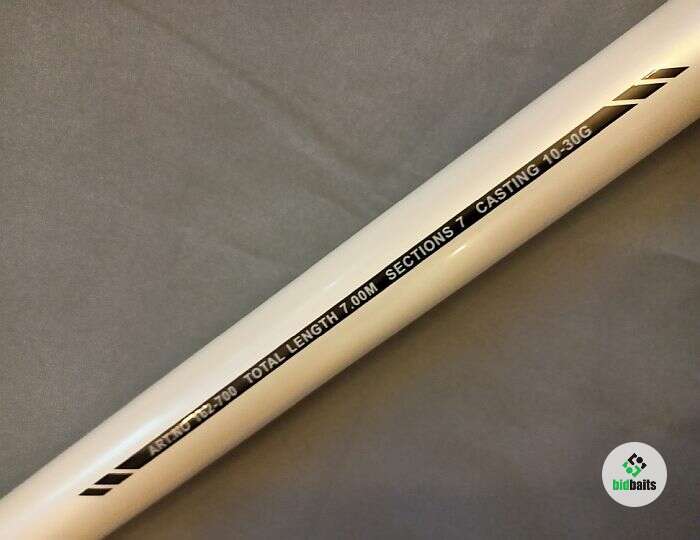 ART.NO 162-700 TOTAL LENGTH 7.00M SECTIONS 7 CASTING 10-30G
bidbaits